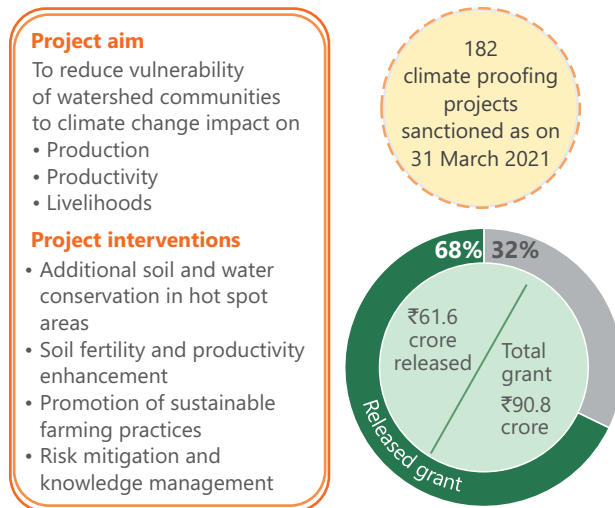 Project aim
To reduce vulnerability
of watershed communities
to climate change impact on
• Production
• Productivity
• Livelihoods
Project interventions
• Additional soil and water
conservation in hot spot
areas
• Soil fertility and productivity
enhancement
• Promotion of sustainable
farming practices
• Risk mitigation and
knowledge management
182
climate proofing
projects
sanctioned as on
31 March 2021
68% 32%
₹61.6
crore
released
Total
grant
₹90.8
crore
Released grant